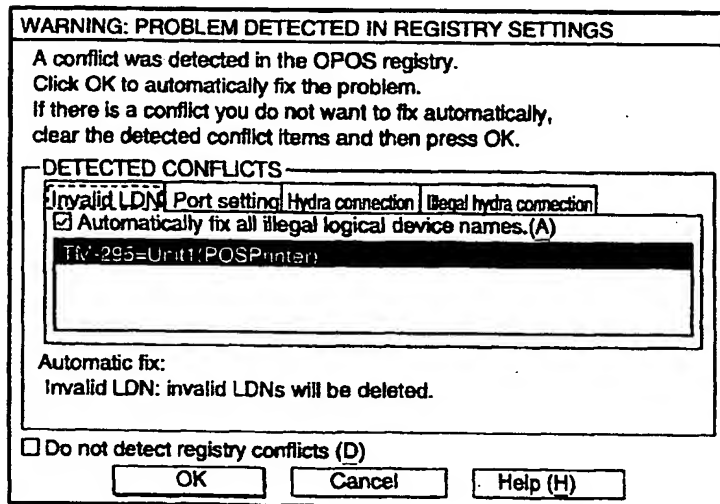 WARNING: PROBLEM DETECTED IN REGISTRY SETTINGS
A conflict was detected in the OPOS registry.
Click OK to automatically fix the problem.
If there is a conflict you do not want to fix automatically,
clear the detected conflict items and then press OK.
DETECTED CONFLICTS
Invalid LDN Port setting Hydra connection Illegal hydra connection
Automatically fix all illegal logical device names.(A)
TM-295=Unit1(POSPrinter)
Automatic fix:
Invalid LDN: invalid LDNs will be deleted.
Do not detect registry conflicts (D)
OK Cancel Help (H)